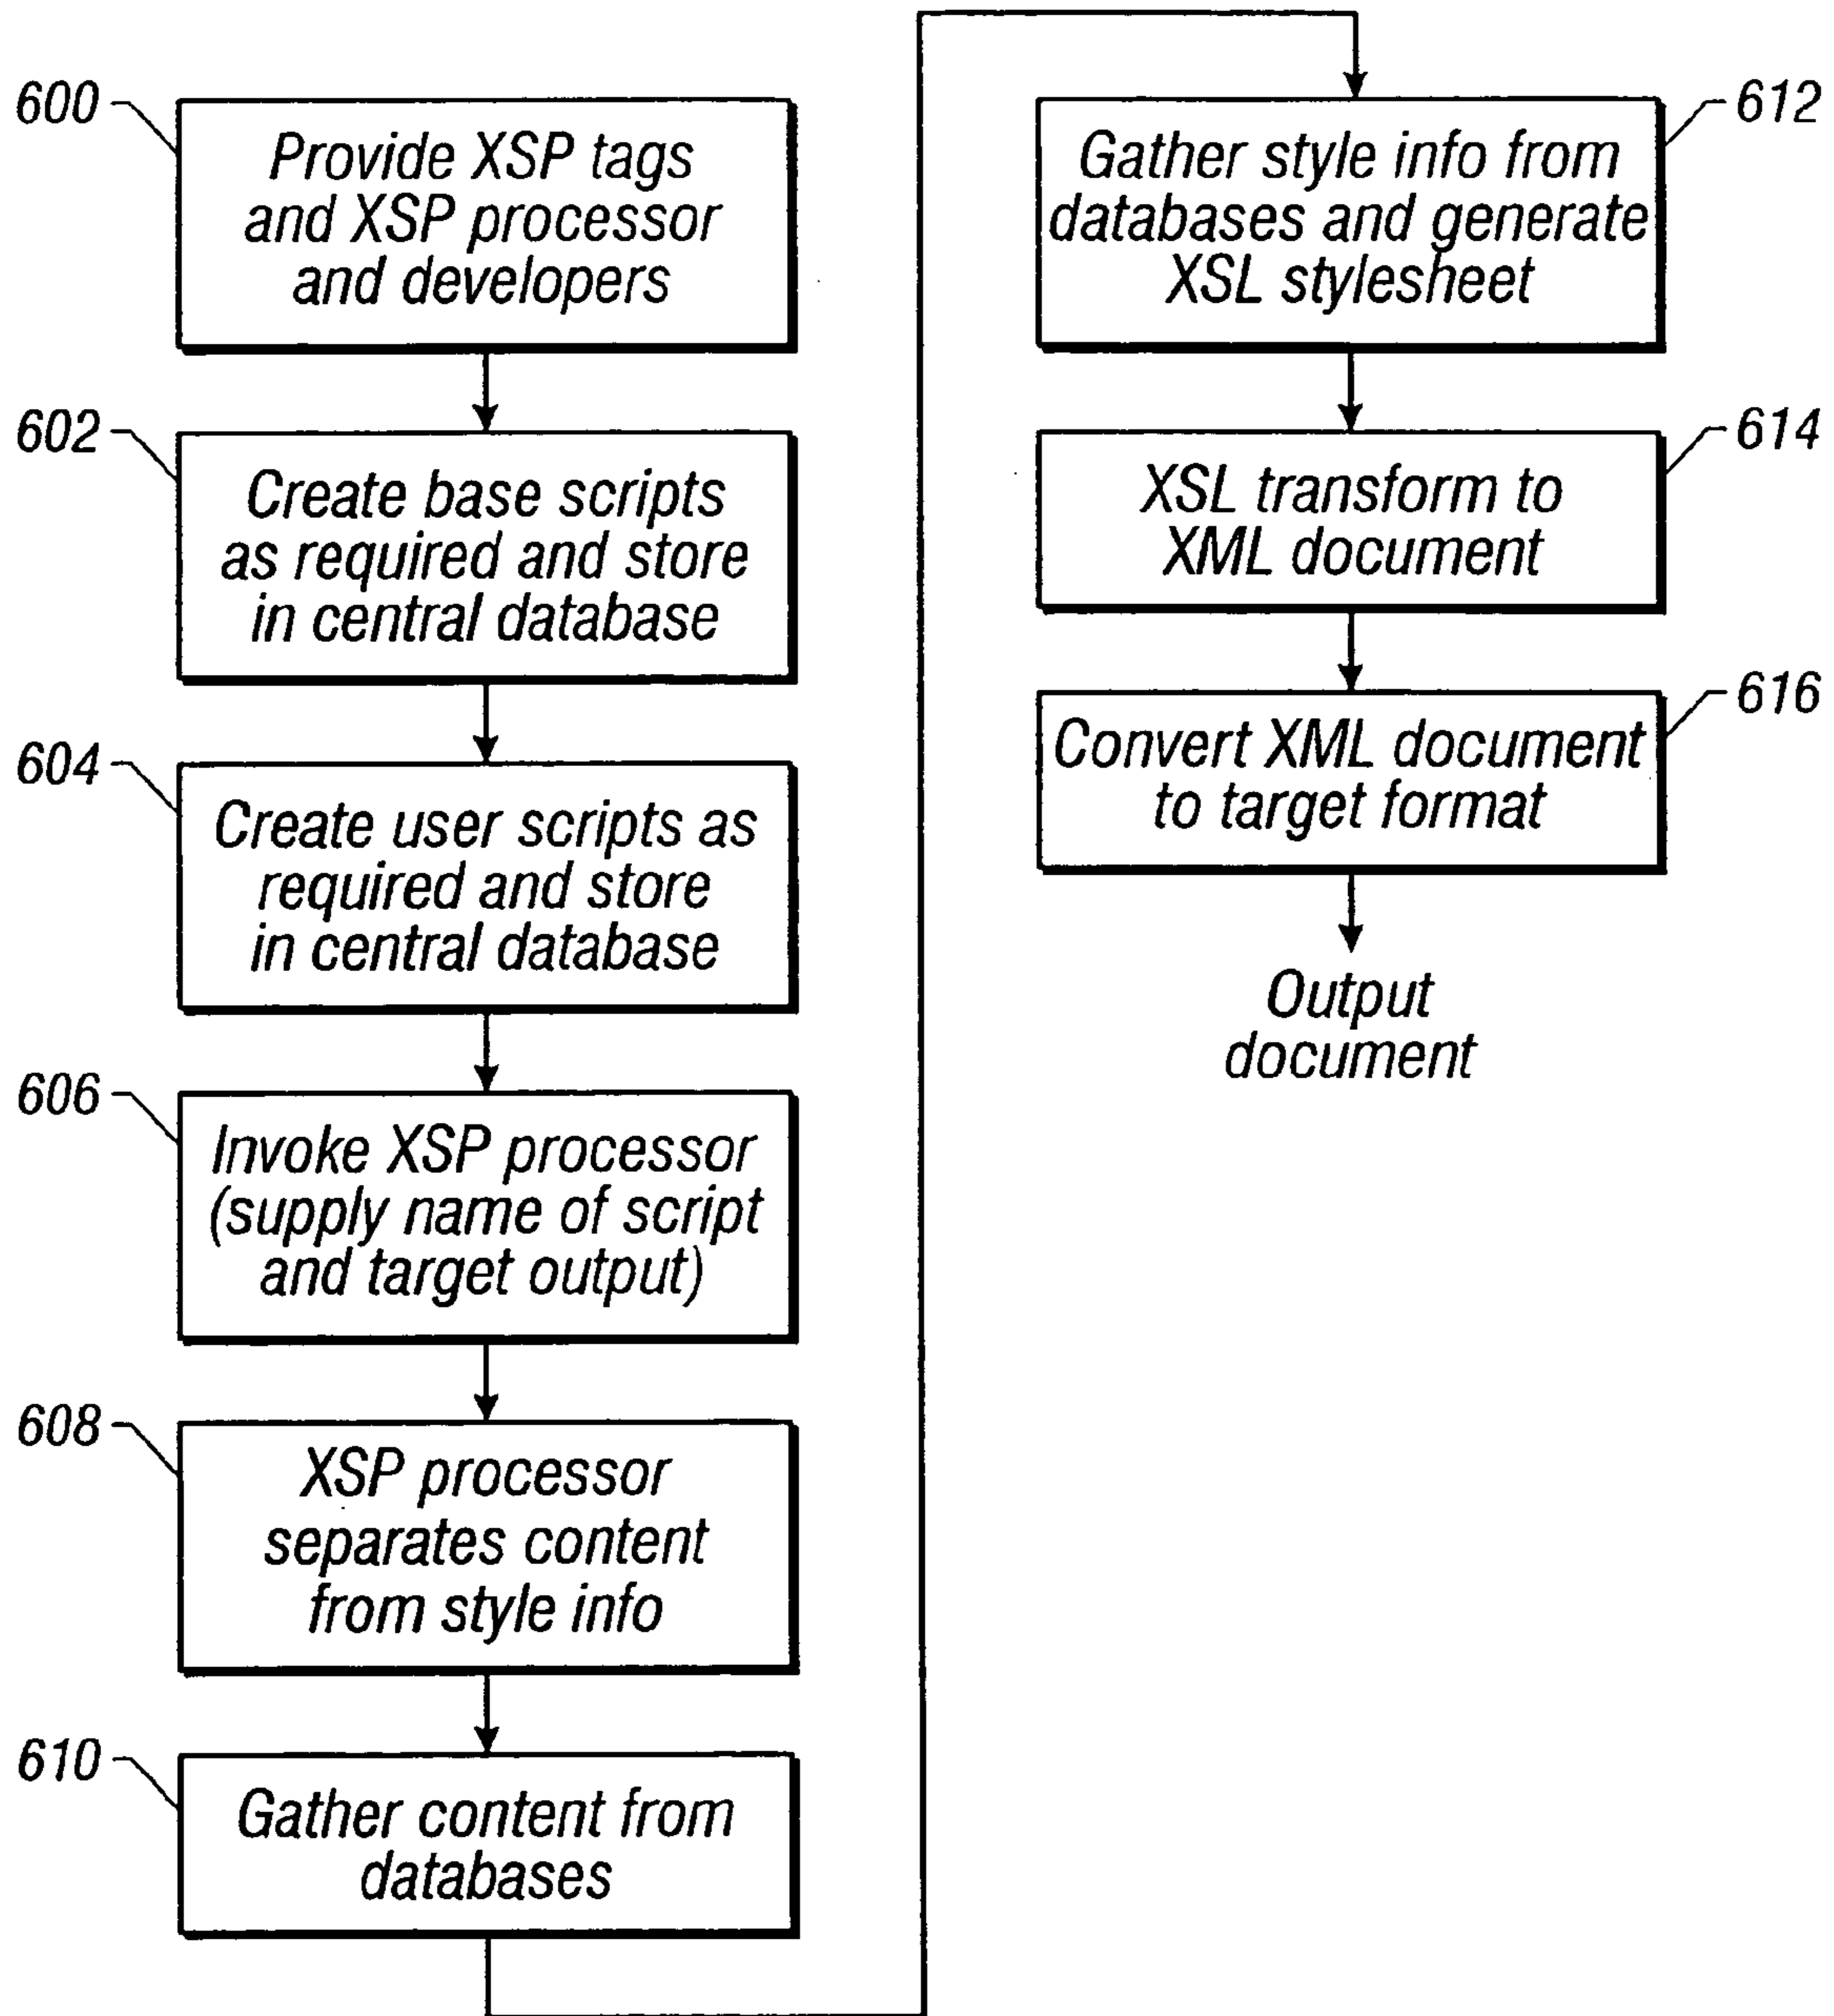 600
Provide XSP tags
and XSP processor
and developers
602
Create base scripts
as required and store
in central database
604
Create user scripts as
required and store
in central database
606
Invoke XSP processor
(supply name of script
and target output)
608
XSP processor
separates content
from style info
610
Gather content from
databases
612
Gather style info from
databases and generate
XSL stylesheet
614
XSL transform to
XML document
616
Convert XML document
to target format
Output
document